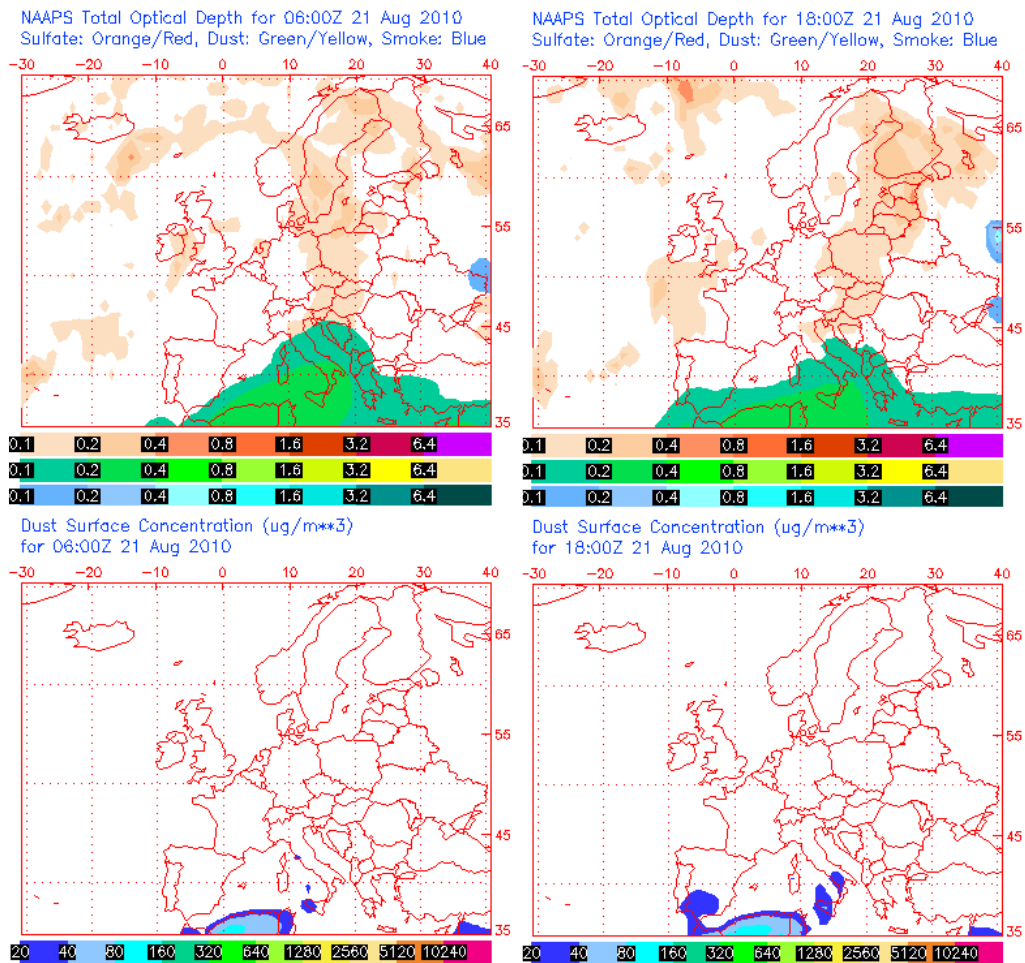 NAAPS Total Optical Depth for 06:00Z 21 Aug 2010
Sulfate: Orange/Red, Dust: Green/Yellow, Smoke: Blue
-30 -20 -10 0 10 20 30 40
65
55
45
35
0.1 0.2 0.4 0.8 1.6 3.2 6.4
0.1 0.2 0.4 0.8 1.6 3.2 6.4
0.1 0.2 0.4 0.8 1.6 3.2 6.4
NAAPS Total Optical Depth for 18:00Z 21 Aug 2010
Sulfate: Orange/Red, Dust: Green/Yellow, Smoke: Blue
-30 -20 -10 0 10 20 30 40
65
55
45
35
0.1 0.2 0.4 0.8 1.6 3.2 6.4
0.1 0.2 0.4 0.8 1.6 3.2 6.4
0.1 0.2 0.4 0.8 1.6 3.2 6.4
Dust Surface Concentration (ug/m**3)
for 06:00Z 21 Aug 2010
-30 -20 -10 0 10 20 30 40
65
55
45
35
20 40 80 160 320 640 1280 2560 5120 10240
Dust Surface Concentration (ug/m**3)
for 18:00Z 21 Aug 2010
-30 -20 -10 0 10 20 30 40
65
55
45
35
20 40 80 160 320 640 1280 2560 5120 10240